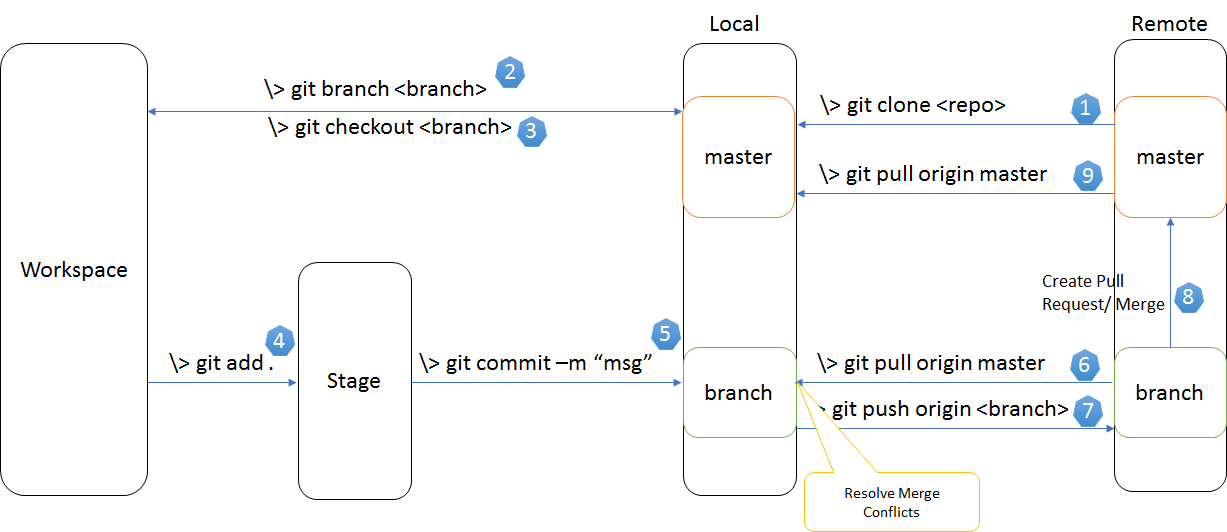 Local
Remote
\> git branch <branch> 2
\> git checkout <branch> 3
\> git clone <repo> 1
master
master
\> git pull origin master 9
Workspace
Create Pull
Request/ Merge 8
\> git add . 4
Stage
\> git commit –m “msg” 5
branch
\> git pull origin master 6
branch
> git push origin <branch> 7
Resolve Merge
Conflicts